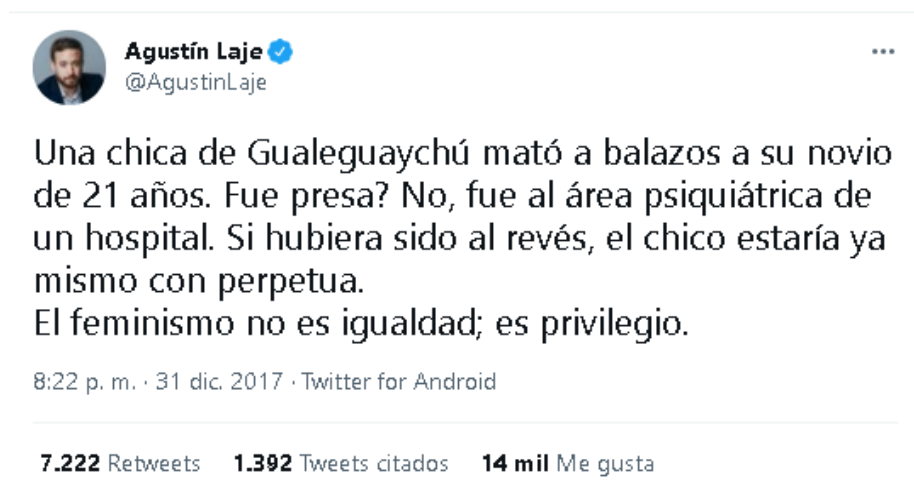 Agustín Laje
@AgustinLaje
Una chica de Gualeguaychú mató a balazos a su novio
de 21 años. Fue presa? No, fue al área psiquiátrica de
un hospital. Si hubiera sido al revés, el chico estaría ya
mismo con perpetua.
El feminismo no es igualdad; es privilegio.
8:22 p. m. · 31 dic. 2017 · Twitter for Android
7.222 Retweets 1.392 Tweets citados 14 mil Me gusta